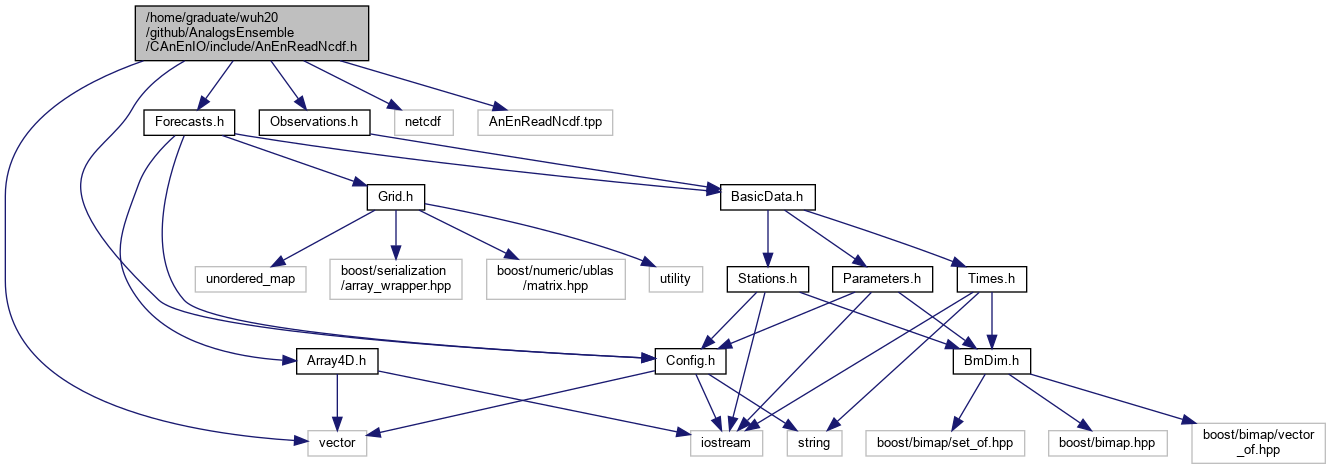 /home/graduate/wuh20
/github/AnalogsEnsemble
/CAnEnIO/include/AnEnReadNcdf.h
Forecasts.h
Observations.h
netcdf
AnEnReadNcdf.tpp
Grid.h
BasicData.h
unordered_map
boost/serialization
/array_wrapper.hpp
boost/numeric/ublas
/matrix.hpp
utility
Stations.h
Parameters.h
Times.h
Array4D.h
Config.h
BmDim.h
vector
iostream
string
boost/bimap/set_of.hpp
boost/bimap.hpp
boost/bimap/vector
_of.hpp